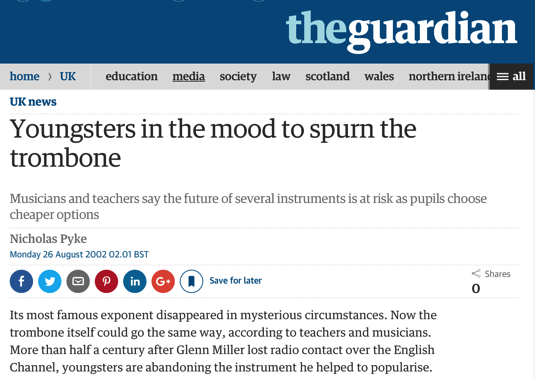 theguardian
home › UK education media society law scotland wales northern ireland all
UK news
Youngsters in the mood to spurn the
trombone
Musicians and teachers say the future of several instruments is at risk as pupils choose
cheaper options
Nicholas Pyke
Monday 26 August 2002 02.01 BST
Save for later
Shares
0
Its most famous exponent disappeared in mysterious circumstances. Now the
trombone itself could go the same way, according to teachers and musicians.
More than half a century after Glenn Miller lost radio contact over the English
Channel, youngsters are abandoning the instrument he helped to popularise.